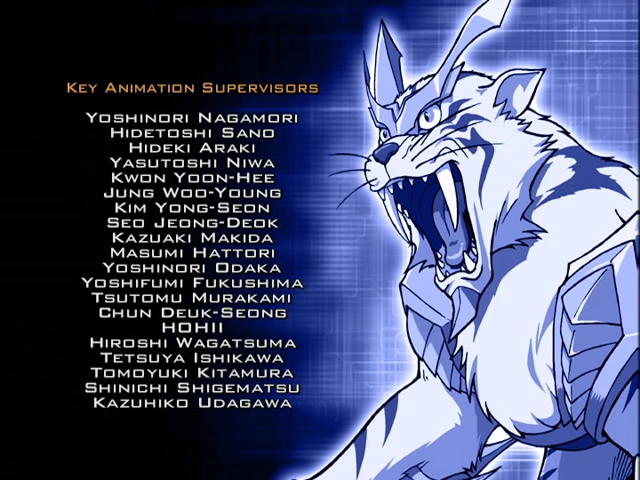 Key Animation Supervisors
Yoshinori Nagamori
Hidetoshi Sano
Hideki Araki
Yasutoshi Niwa
Kwon Yoon-Hee
Jung Woo-Young
Kim Yong-Seon
Seo Jeong-Deok
Kazuaki Makida
Masumi Hattori
Yoshinori Odaka
Yoshifumi Fukushima
Tsutomu Murakami
Chun Deuk-Seong
HOHII
Hiroshi Wagatsuma
Tetsuya Ishikawa
Tomoyuki Kitamura
Shinichi Shigematsu
Kazuhiko Udagawa